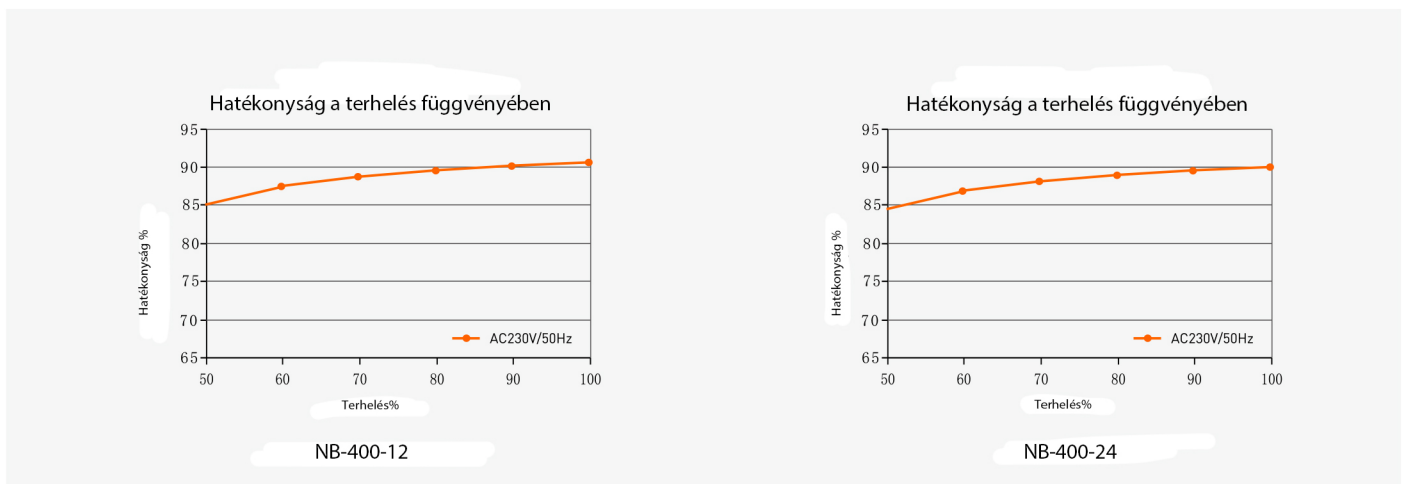 Hatékonyság a terhelés függvényében
95
90
85
80
75
70
65
Hatékonyság %
AC230V/50Hz
50 60 70 80 90 100
Terhelés%
NB-400-12
Hatékonyság a terhelés függvényében
95
90
85
80
75
70
65
Hatékonyság %
AC230V/50Hz
50 60 70 80 90 100
Terhelés%
NB-400-24